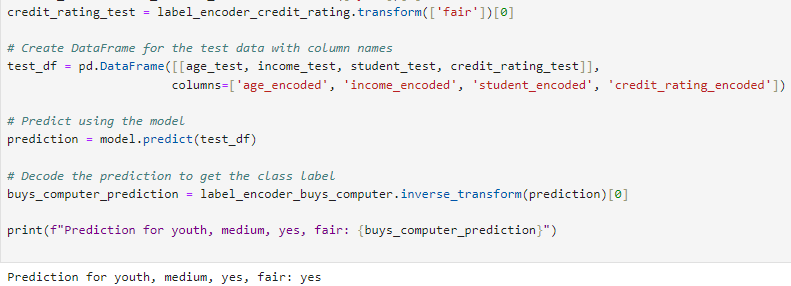 credit_rating_test = label_encoder_credit_rating.transform(['fair'])[0]
# Create DataFrame for the test data with column names
test_df = pd.DataFrame([[age_test, income_test, student_test, credit_rating_test]],
columns=['age_encoded', 'income_encoded', 'student_encoded', 'credit_rating_encoded'])
# Predict using the model
prediction = model.predict(test_df)
# Decode the prediction to get the class label
buys_computer_prediction = label_encoder_buys_computer.inverse_transform(prediction)[0]
print(f"Prediction for youth, medium, yes, fair: {buys_computer_prediction}")
Prediction for youth, medium, yes, fair: yes